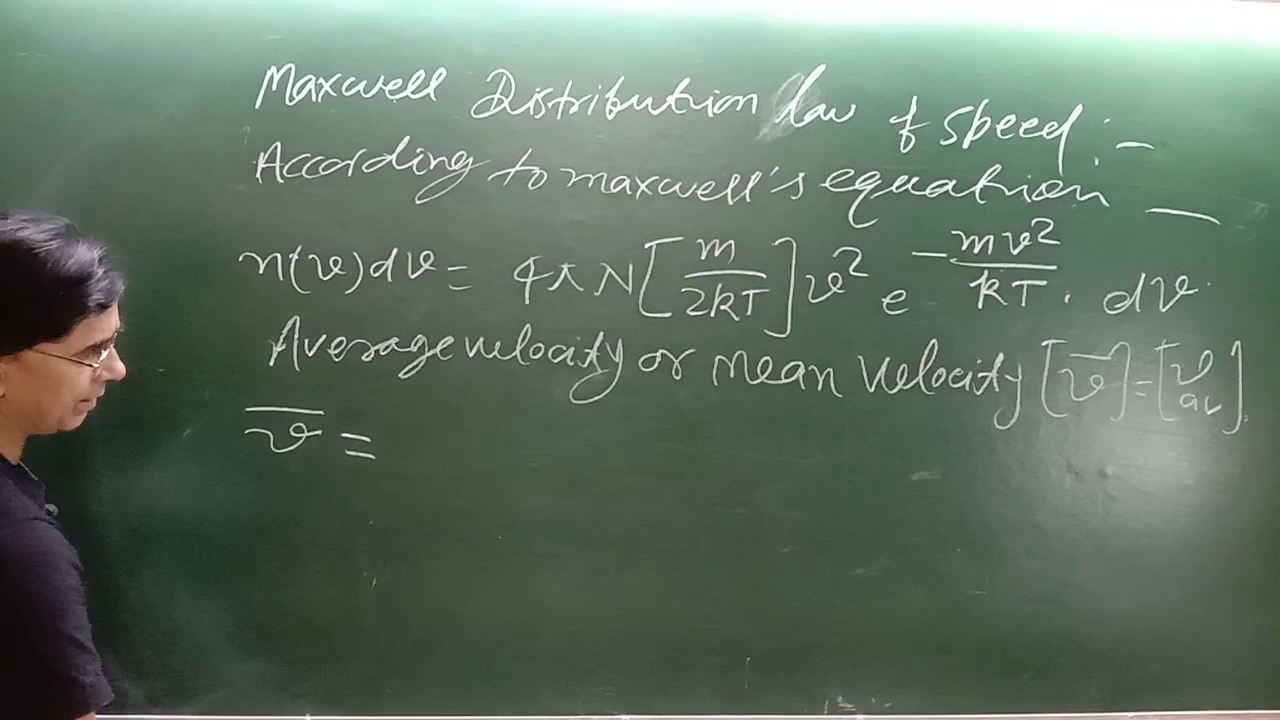 Maxwell Distribution law of speed :-
According to maxwell's equation —
n(v)dv = 4πN[m/2kT]v² e^-mv²/kT . dv.
Average velocity or mean velocity [v̅] = [v av].
v̅ =